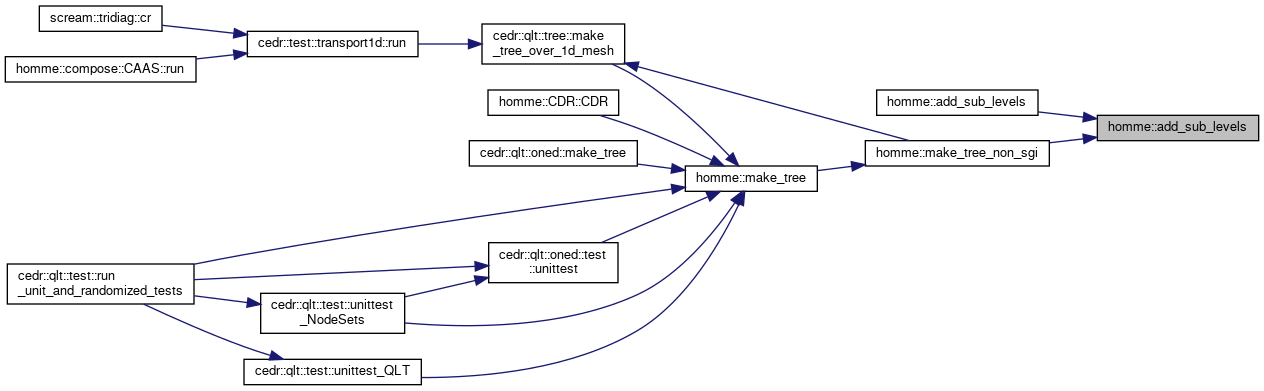 scream::tridiag::cr
homme::compose::CAAS::run
cedr::test::transport1d::run
cedr::qlt::tree::make
_tree_over_1d_mesh
homme::CDR::CDR
cedr::qlt::oned::make_tree
homme::make_tree
homme::add_sub_levels
homme::make_tree_non_sgi
homme::add_sub_levels
cedr::qlt::oned::test
::unittest
cedr::qlt::test::run
_unit_and_randomized_tests
cedr::qlt::test::unittest
_NodeSets
cedr::qlt::test::unittest_QLT